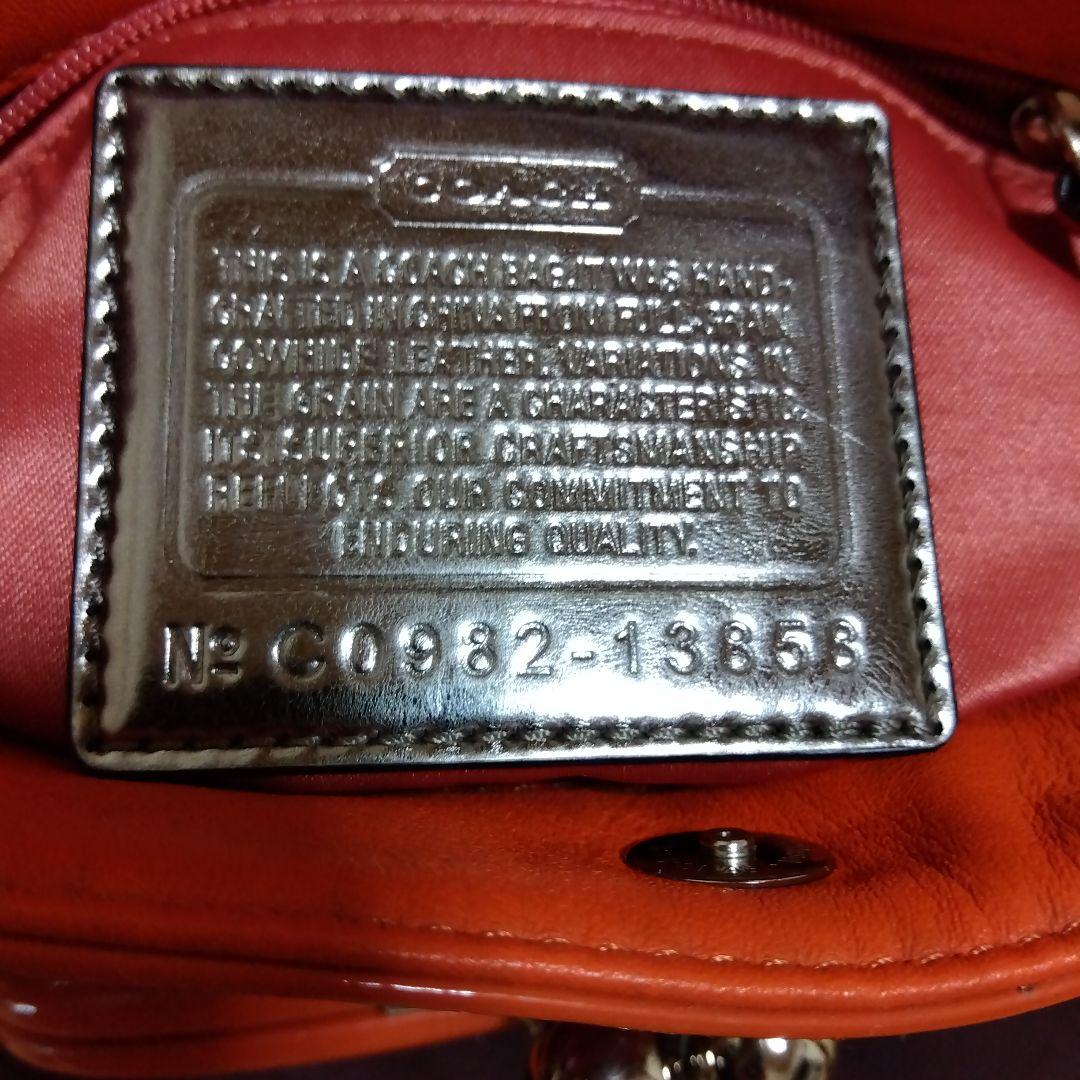 COACH
THIS IS A COACH BAG. IT WAS HAND-
CRAFTED IN CHINA FROM FULL-GRAIN
COWHIDE LEATHER. VARIATIONS IN
THE GRAIN ARE A CHARACTERISTIC
ITS SUPERIOR CRAFTSMANSHIP
REFLECTS OUR COMMITMENT TO
ENDURING QUALITY.
Nº C0982-13858